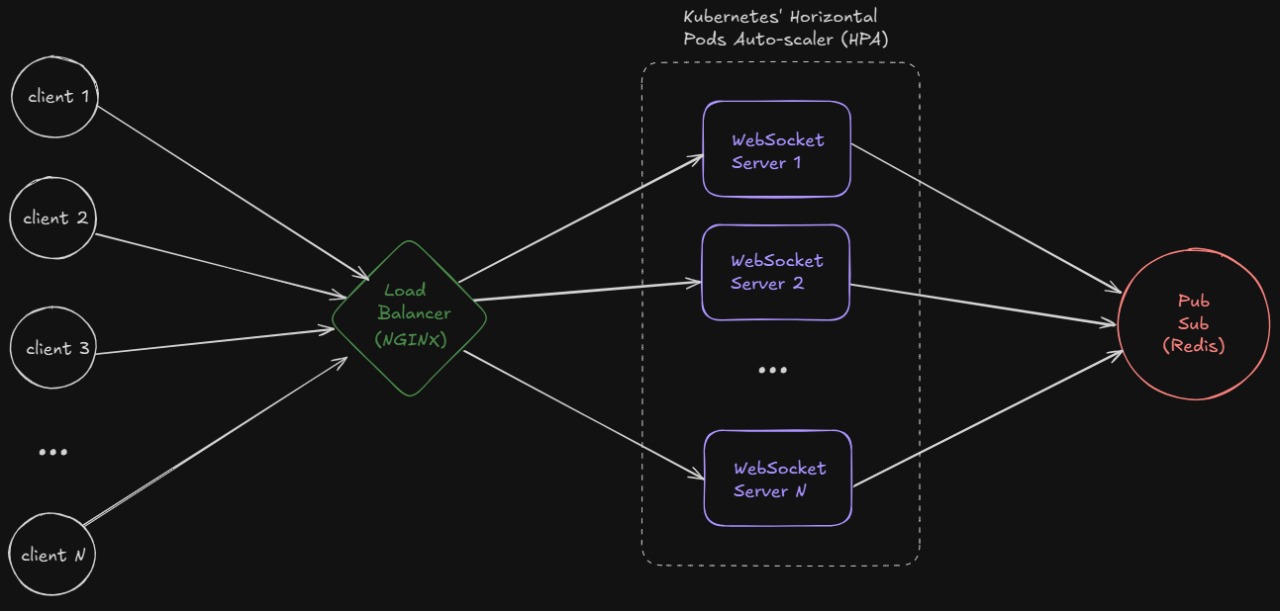 Kubernetes' Horizontal
Pods Auto-scaler (HPA)
client 1
client 2
client 3
...
client N
Load
Balancer
(NGINX)
WebSocket
Server 1
WebSocket
Server 2
...
WebSocket
Server N
Pub
Sub
(Redis)